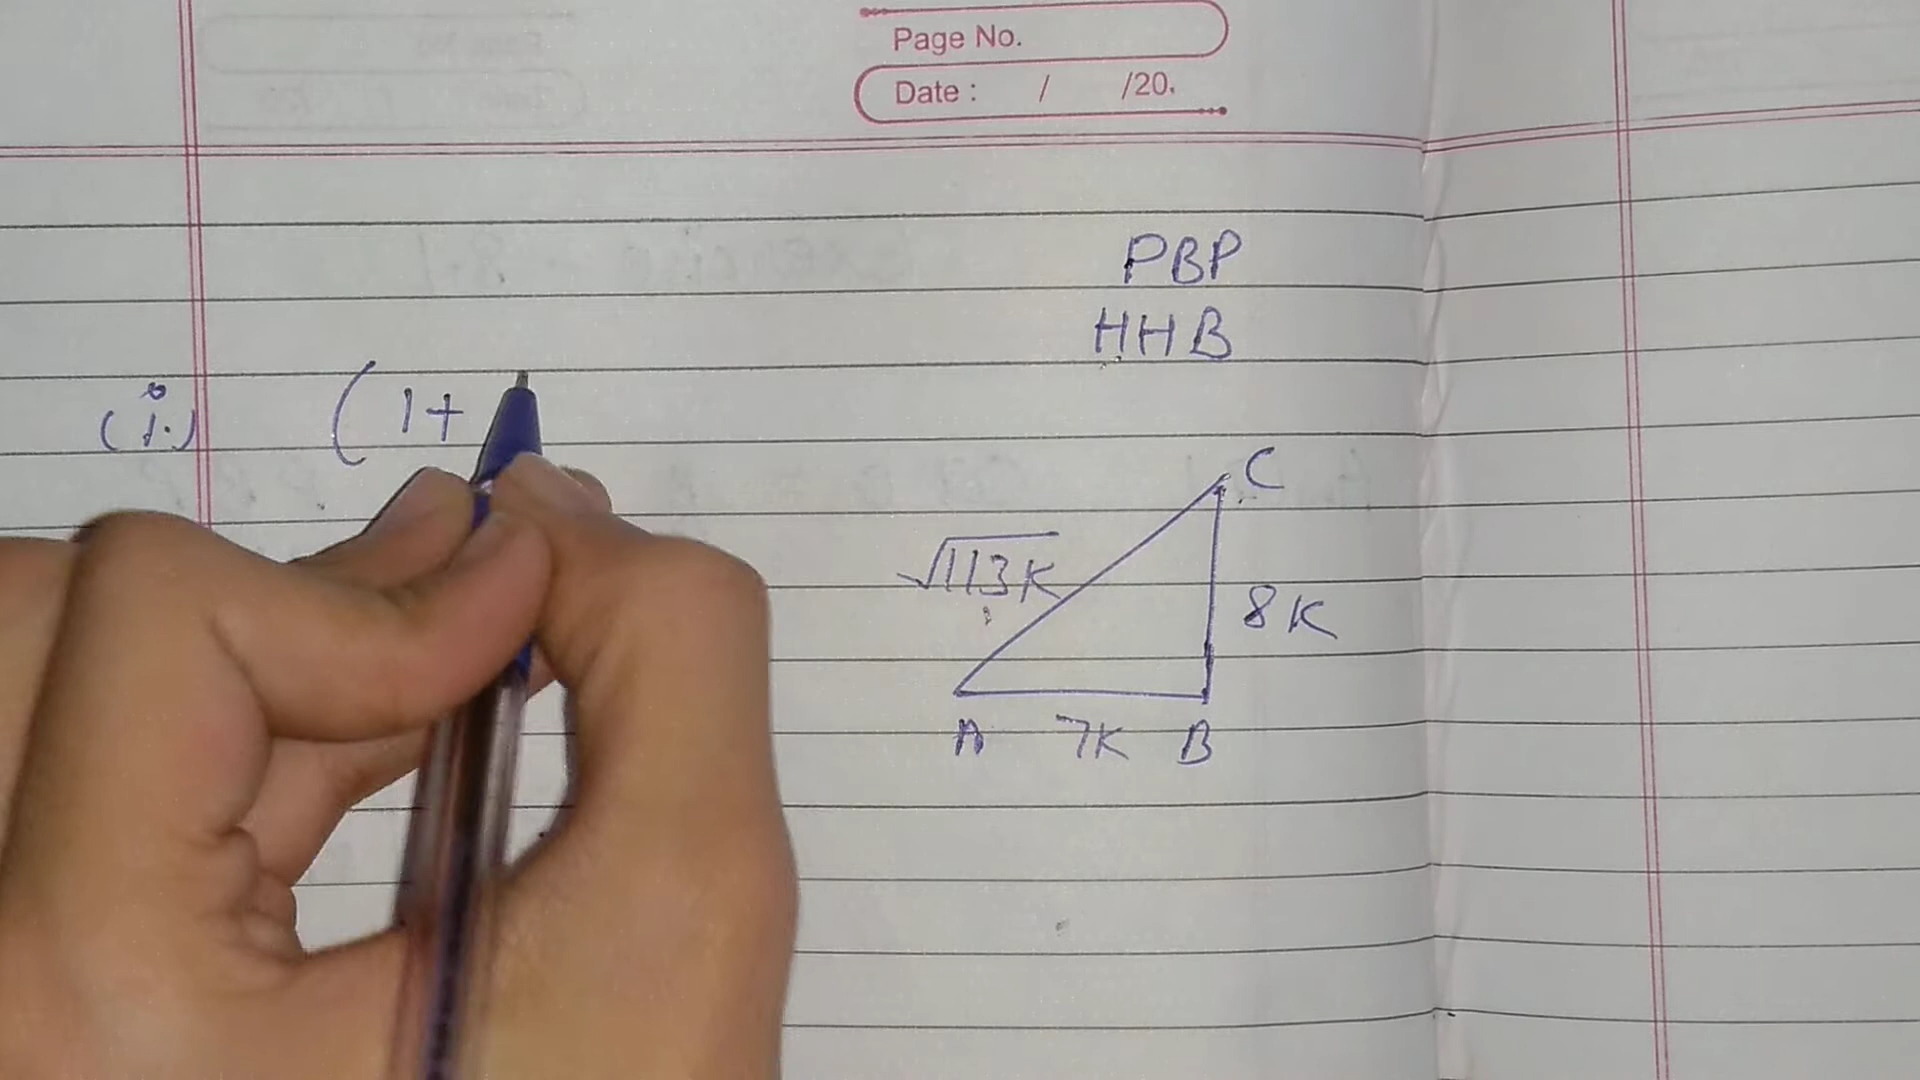 Page No.
Date : / /20.
PBP
HHB
(i.) (1+
C
√113K
8K
A 7K B